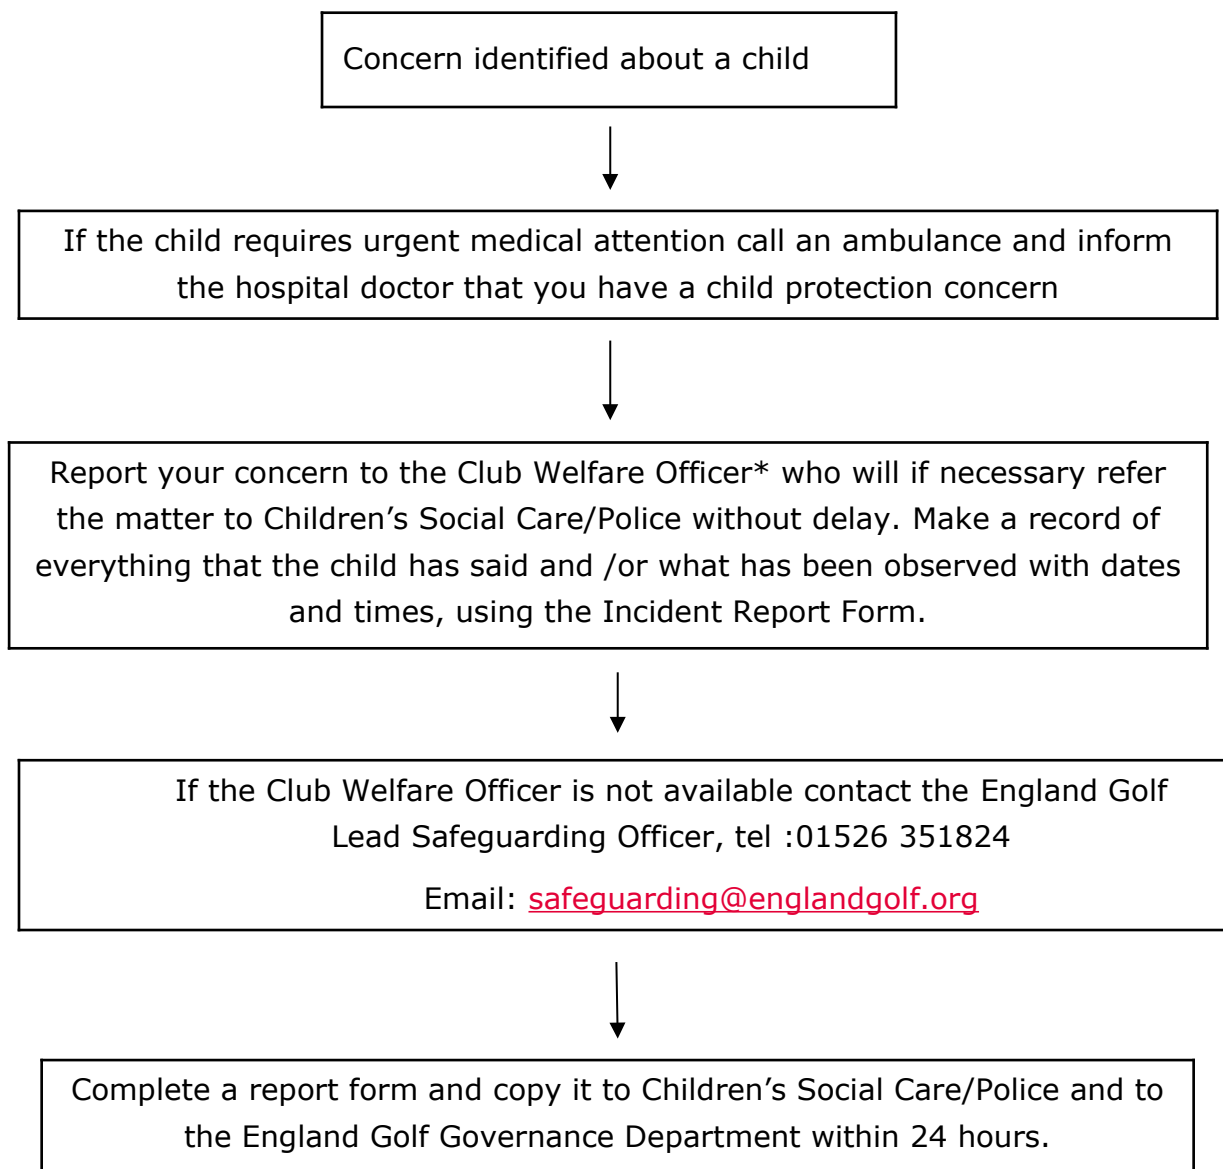 Concern identified about a child
If the child requires urgent medical attention call an ambulance and inform
the hospital doctor that you have a child protection concern
Report your concern to the Club Welfare Officer* who will if necessary refer
the matter to Children’s Social Care/Police without delay. Make a record of
everything that the child has said and /or what has been observed with dates
and times, using the Incident Report Form.
If the Club Welfare Officer is not available contact the England Golf
Lead Safeguarding Officer, tel :01526 351824
Email: safeguarding@englandgolf.org
Complete a report form and copy it to Children’s Social Care/Police and to
the England Golf Governance Department within 24 hours.